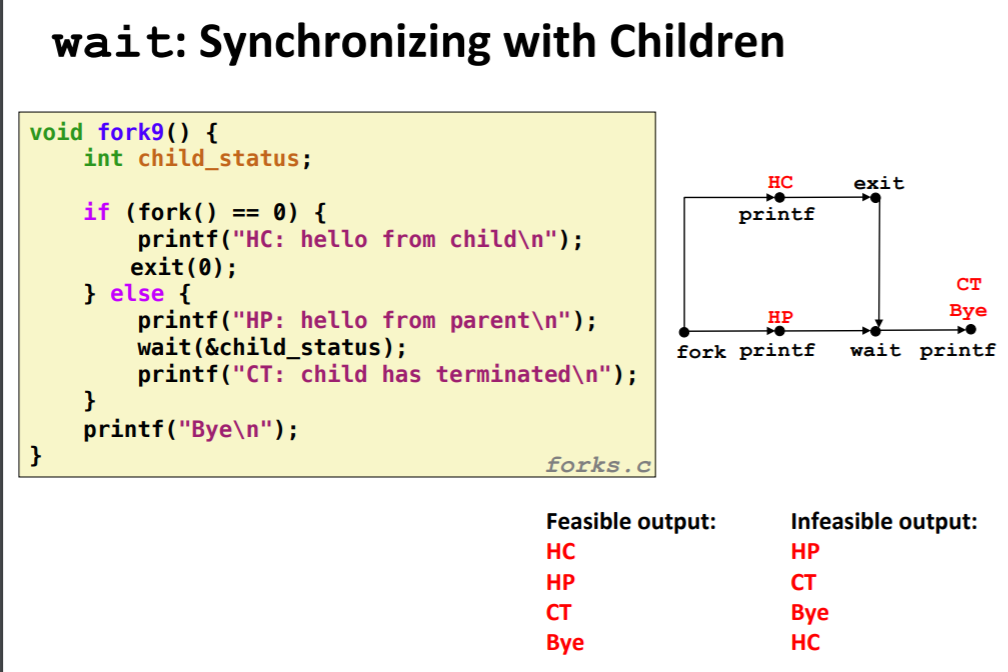 wait: Synchronizing with Children
void fork9() {
    int child_status;

    if (fork() == 0) {
        printf("HC: hello from child\n");
       exit(0);
    } else {
        printf("HP: hello from parent\n");
        wait(&child_status);
        printf("CT: child has terminated\n");
    }
    printf("Bye\n");
}
forks.c
HC
exit
printf
CT
HP
Bye
fork printf wait printf
Feasible output:
HC
HP
CT
Bye
Infeasible output:
HP
CT
Bye
HC